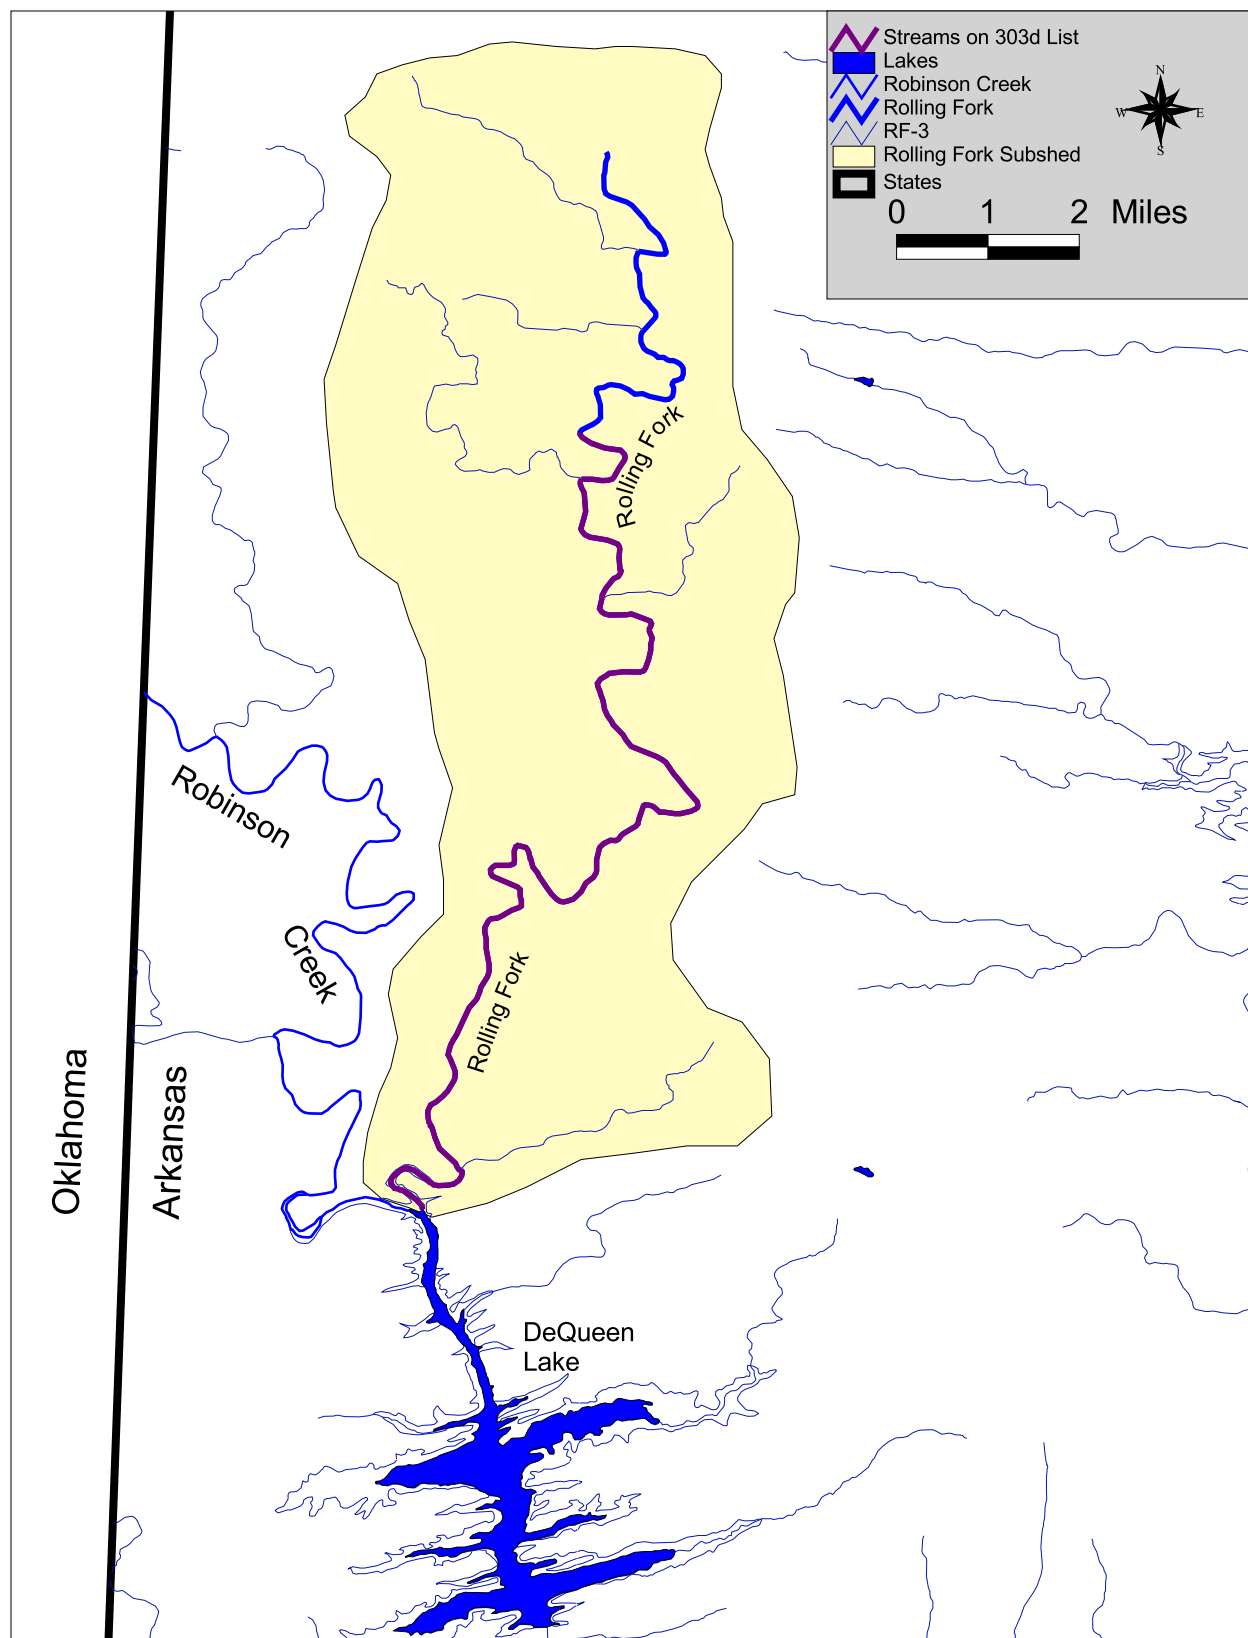 Streams on 303d List
Lakes
Robinson Creek
Rolling Fork
RF-3
Rolling Fork Subshed
States
N
W
E
S
0 1 2 Miles
Rolling Fork
Robinson
Creek
Rolling Fork
Oklahoma
Arkansas
DeQueen
Lake